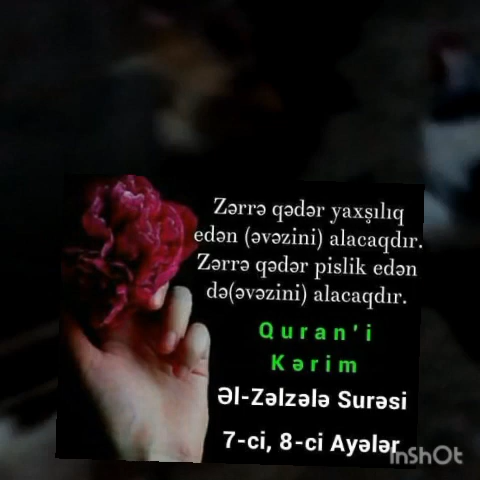 Zərrə qədər yaxşılıq
edən (əvəzini) alacaqdır.
Zərrə qədər pislik edən
də(əvəzini) alacaqdır.
Quran'i
Kərim
Əl-Zəlzələ Surəsi
7-ci, 8-ci Ayələr
InShOt